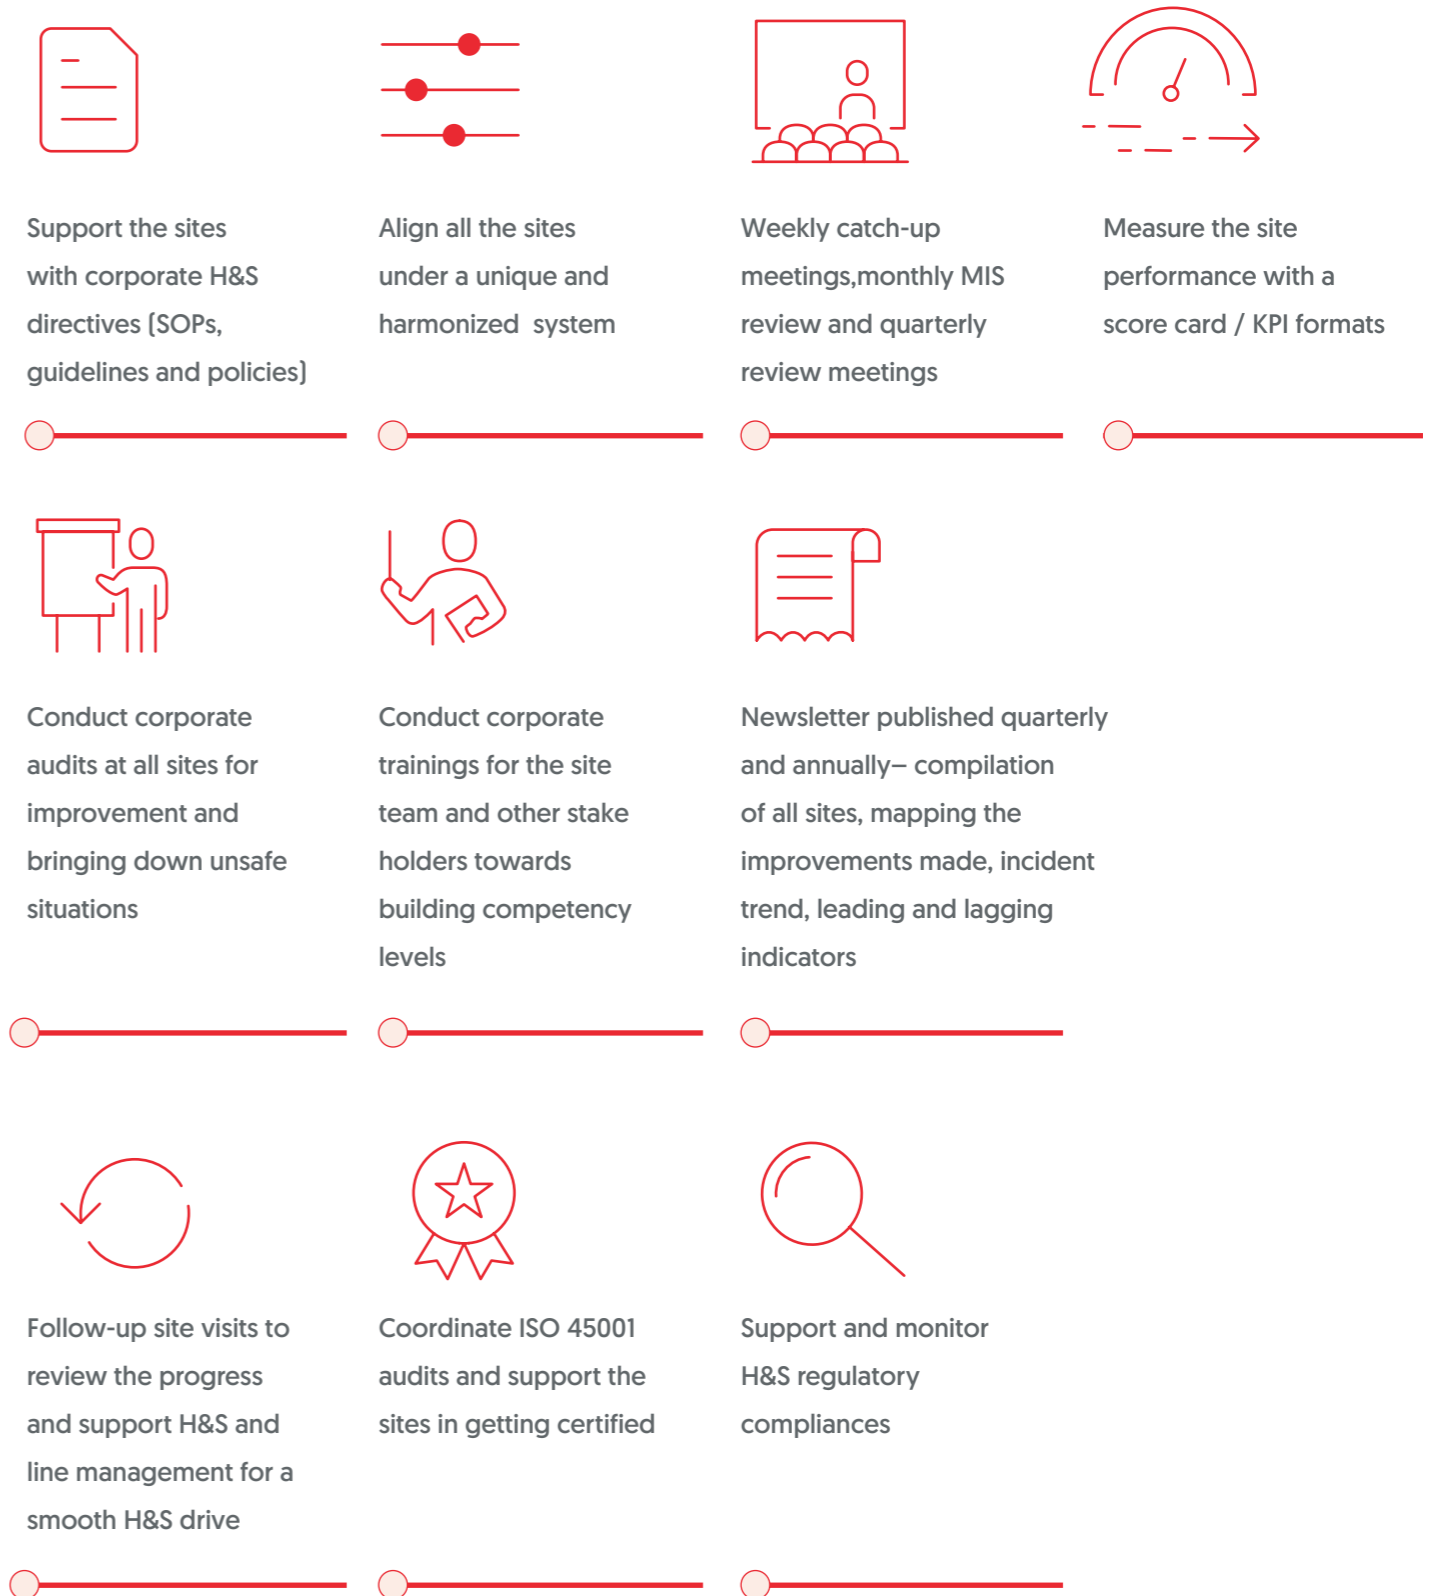 Support the sites
with corporate H&S
directives (SOPs,
guidelines and policies)
Align all the sites
under a unique and
harmonized  system
Weekly catch-up
meetings,monthly MIS
review and quarterly
review meetings
Measure the site
performance with a
score card / KPI formats
Conduct corporate
audits at all sites for
improvement and
bringing down unsafe
situations
Conduct corporate
trainings for the site
team and other stake
holders towards
building competency
levels
Newsletter published quarterly
and annually– compilation
of all sites, mapping the
improvements made, incident
trend, leading and lagging
indicators
Follow-up site visits to
review the progress
and support H&S and
line management for a
smooth H&S drive
Coordinate ISO 45001
audits and support the
sites in getting certified
Support and monitor
H&S regulatory
compliances